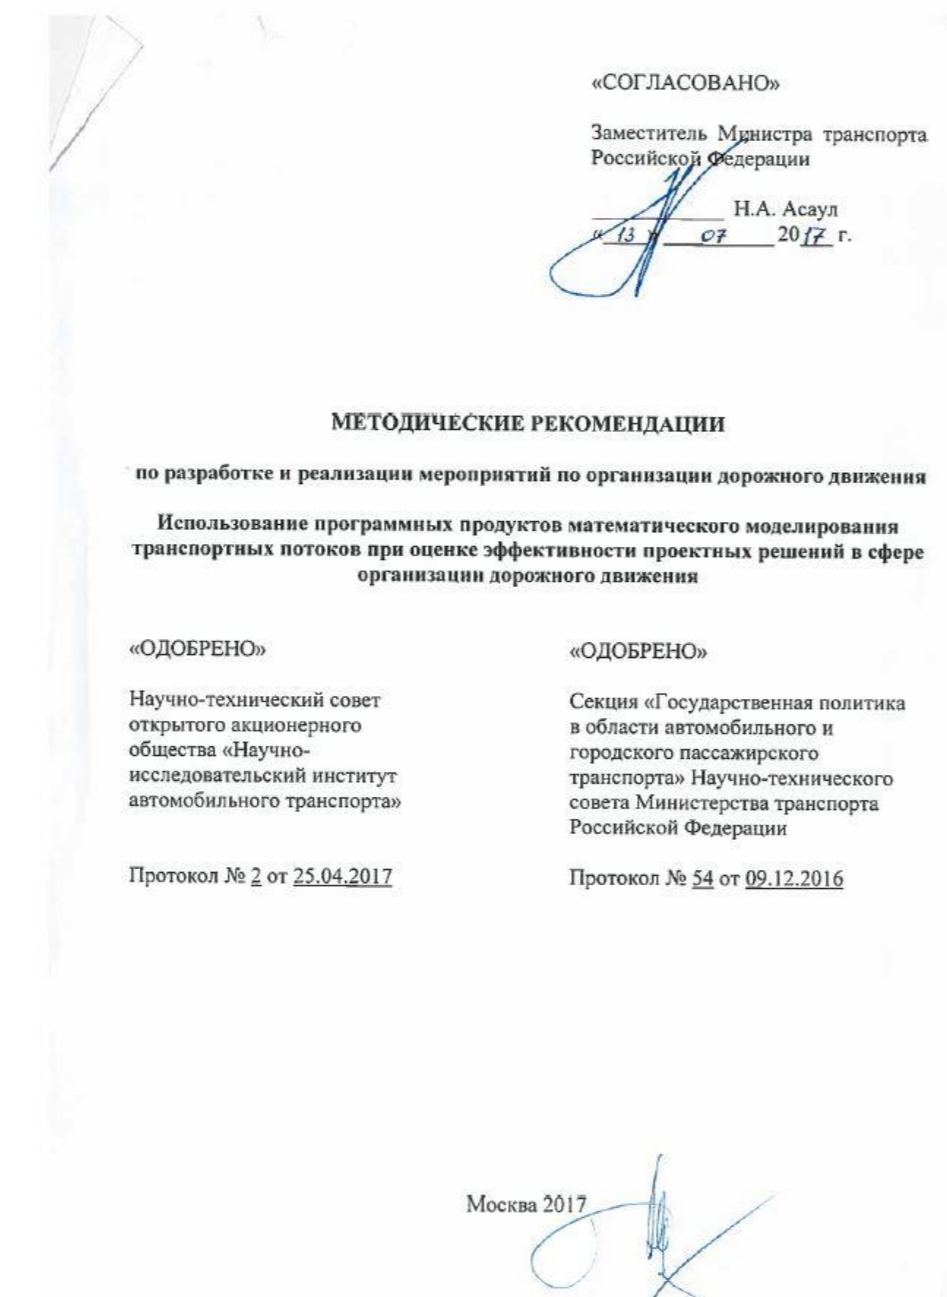 «СОГЛАСОВАНО»
Заместитель Министра транспорта
Российской Федерации
____________ Н.А. Асаул
« 13 » 07 2017 г.
МЕТОДИЧЕСКИЕ РЕКОМЕНДАЦИИ
по разработке и реализации мероприятий по организации дорожного движения
Использование программных продуктов математического моделирования
транспортных потоков при оценке эффективности проектных решений в сфере
организации дорожного движения
«ОДОБРЕНО»
Научно-технический совет
открытого акционерного
общества «Научно-
исследовательский институт
автомобильного транспорта»
Протокол № 2 от 25.04.2017
«ОДОБРЕНО»
Секция «Государственная политика
в области автомобильного и
городского пассажирского
транспорта» Научно-технического
совета Министерства транспорта
Российской Федерации
Протокол № 54 от 09.12.2016
Москва 2017